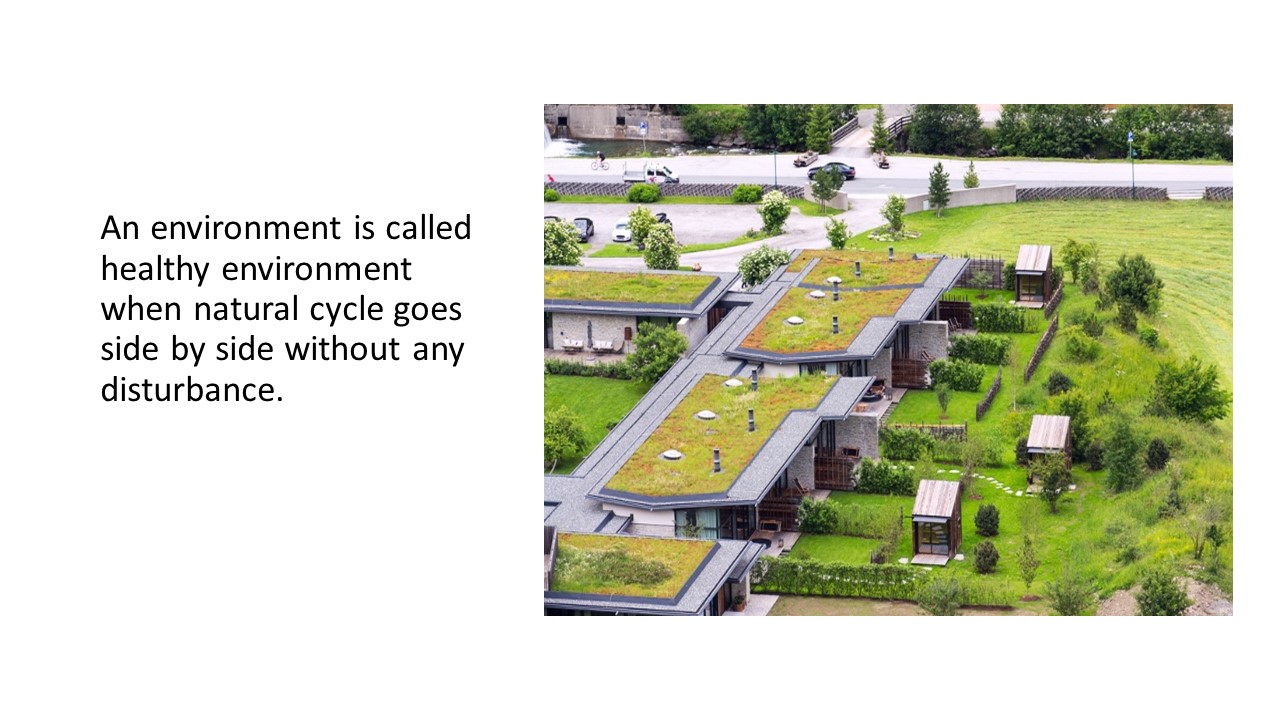 An environment is called
healthy environment
when natural cycle goes
side by side without any
disturbance.